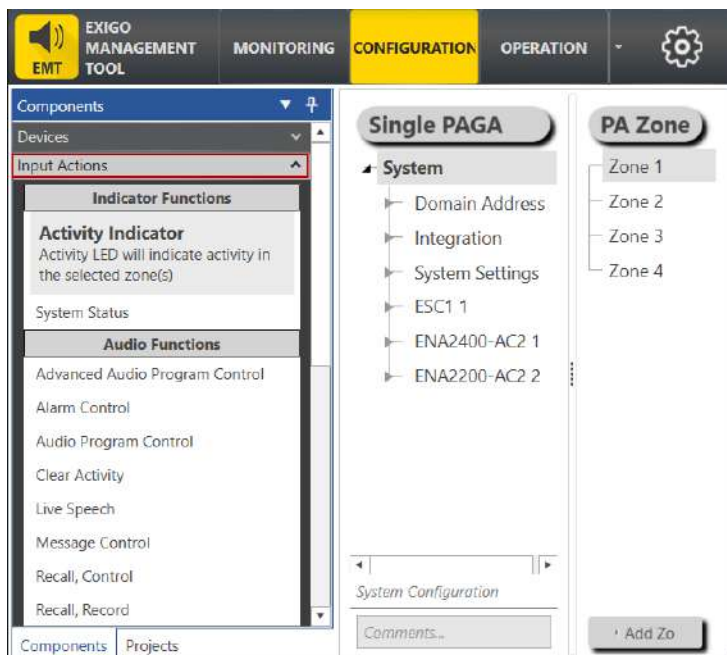 EXIGO
MANAGEMENT
TOOL
EMT
MONITORING
CONFIGURATION
OPERATION
Components
Devices
Input Actions
Indicator Functions
Activity Indicator
Activity LED will indicate activity in
the selected zone(s)
System Status
Audio Functions
Advanced Audio Program Control
Alarm Control
Audio Program Control
Clear Activity
Live Speech
Message Control
Recall, Control
Recall, Record
Components Projects
Single PAGA
System
Domain Address
Integration
System Settings
ESC1 1
ENA2400-AC2 1
ENA2200-AC2 2
System Configuration
Comments...
PA Zone
Zone 1
Zone 2
Zone 3
Zone 4
Add Zo